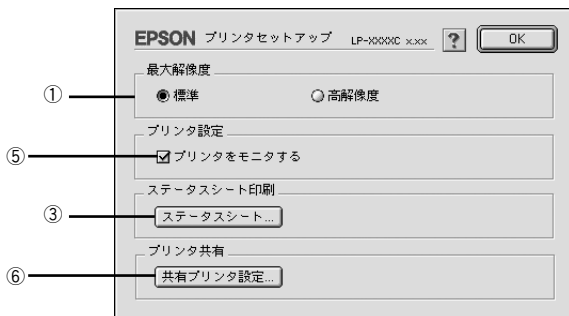 EPSON プリンタセットアップ LP-XXXXC x.xx ? OK
最大解像度
① 標準 高解像度
プリンタ設定
⑤ プリンタをモニタする
ステータスシート印刷
③ ステータスシート...
プリンタ共有
⑥ 共有プリンタ設定...